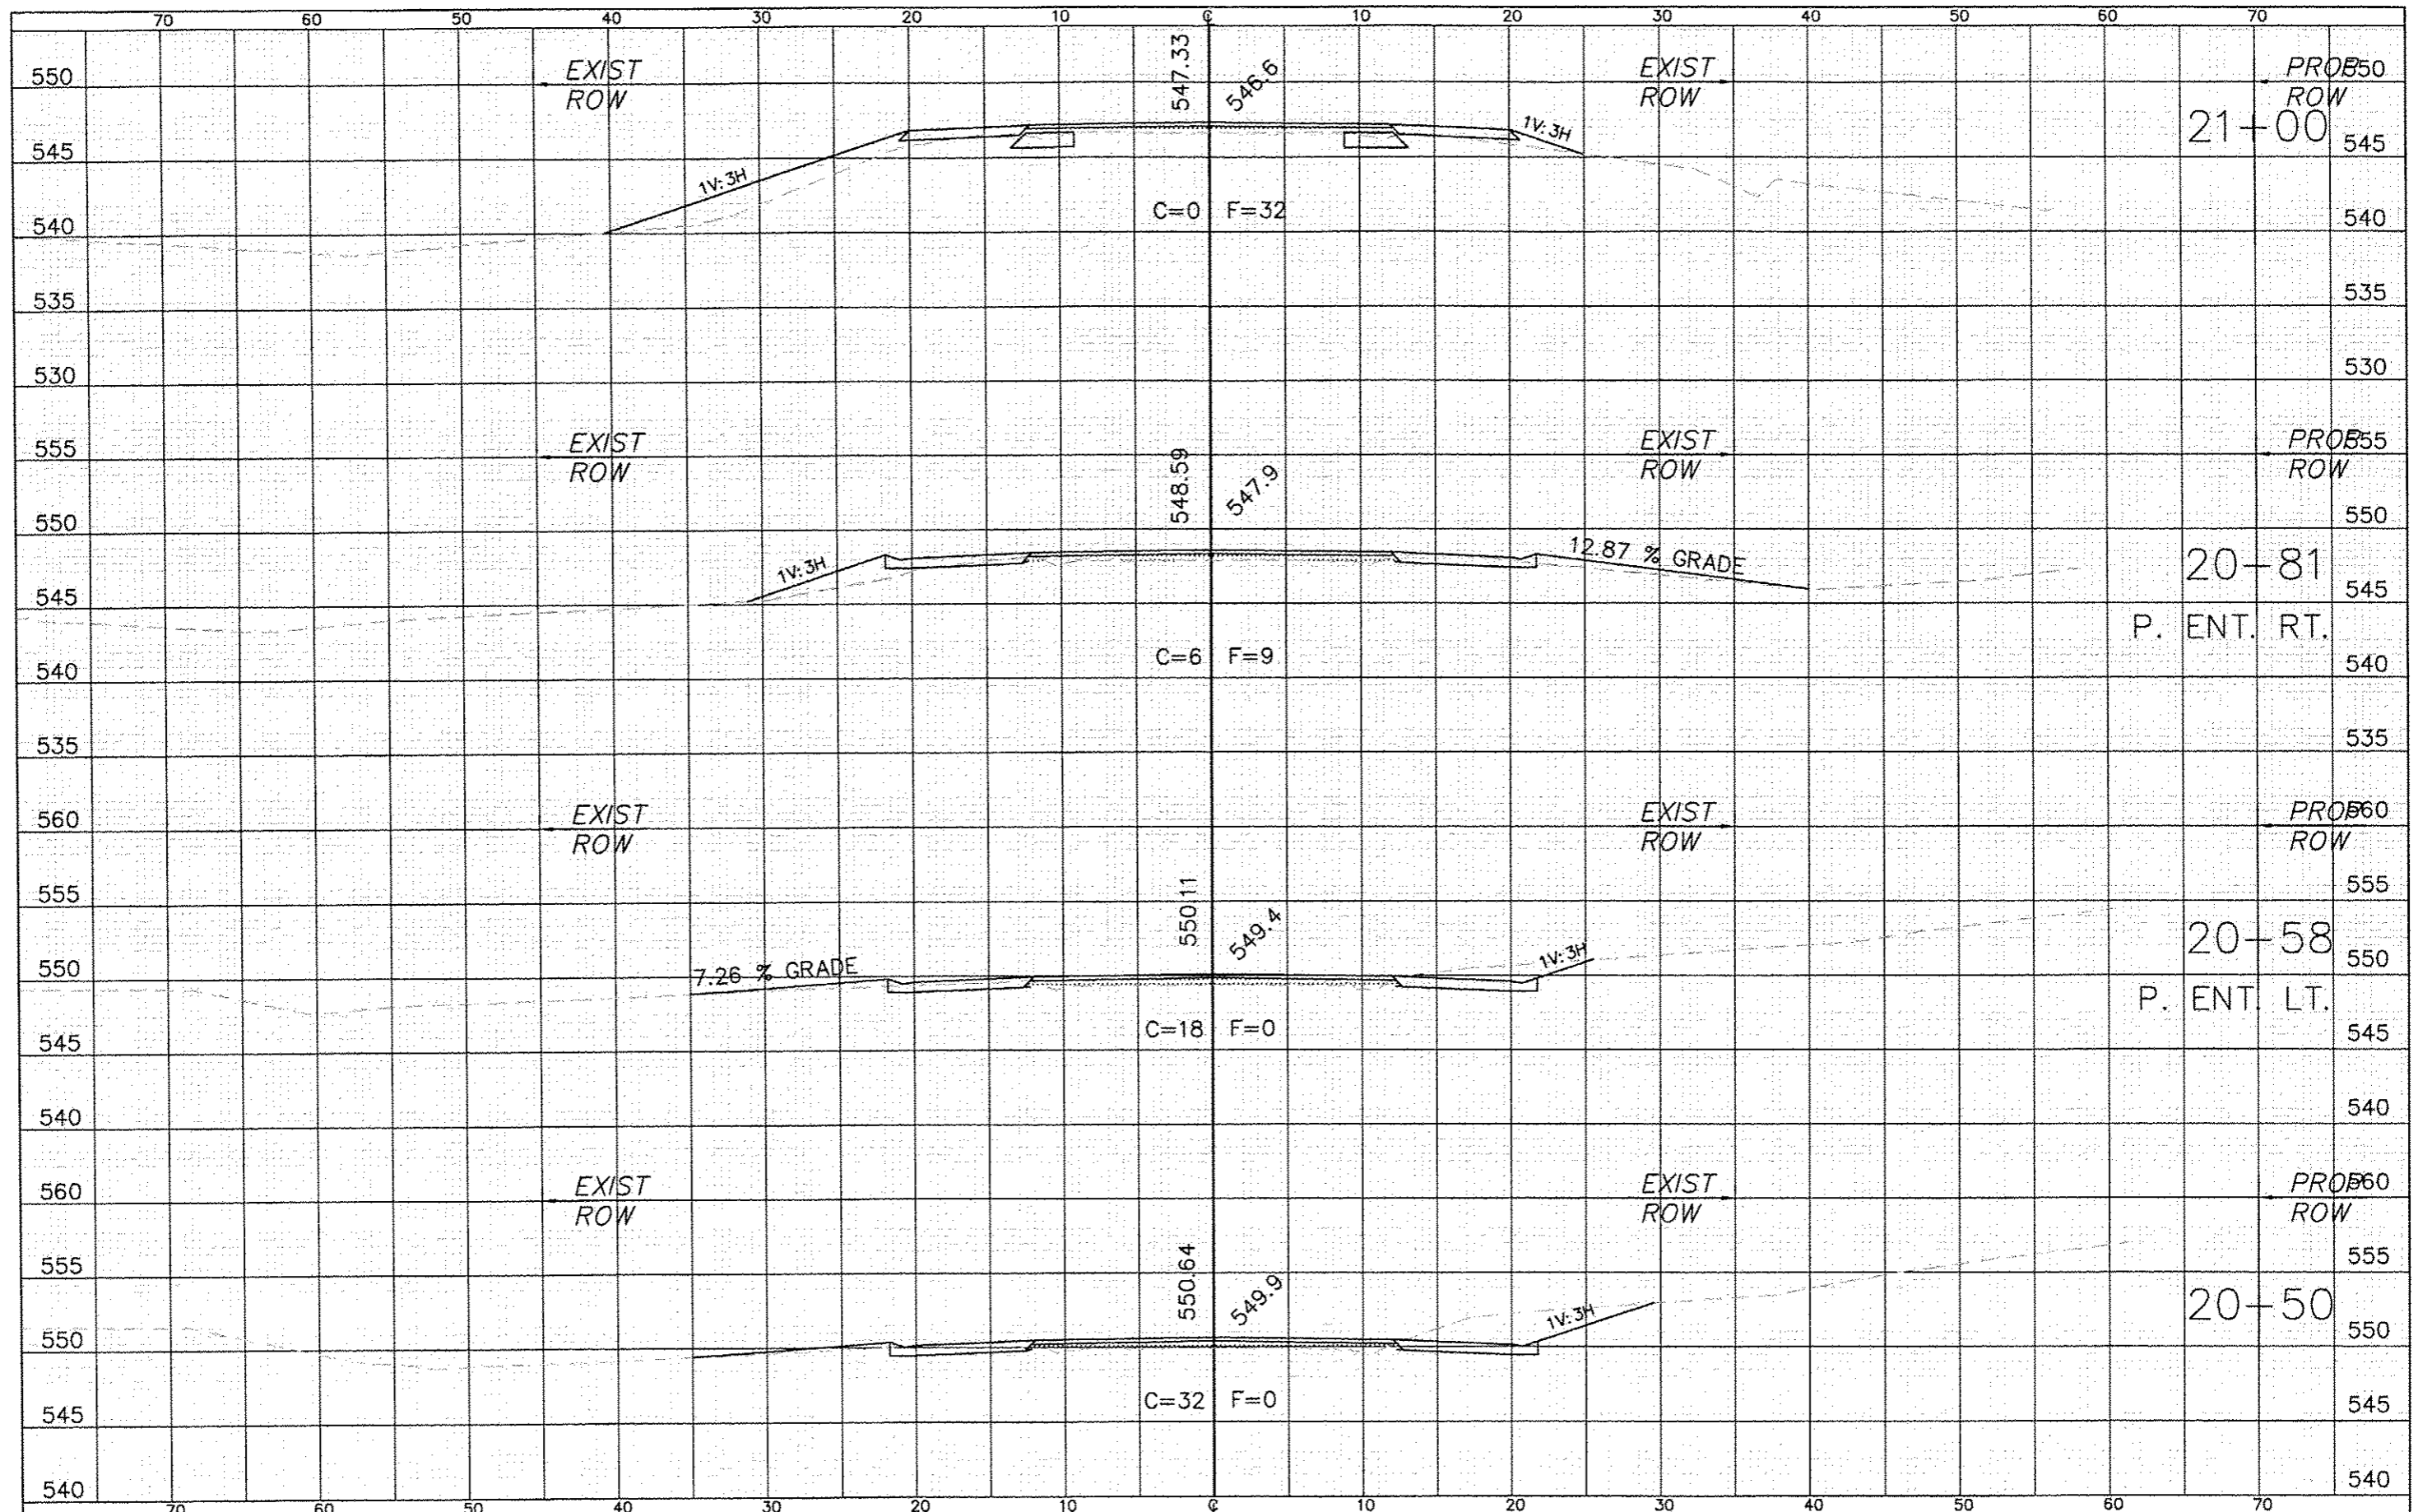 70 60 50 40 30 20 10 ℄ 10 20 30 40 50 60 70
547.33
546.6
550 EXIST ROW EXIST ROW PROP ROW 550
21+00
1V:3H
545 545
1V:3H
C=0 F=32
540 540
535 535
530 530
555 EXIST ROW EXIST ROW PROP ROW 555
548.59
547.9
550 550
1V:3H 12.87 % GRADE 20+81
545 545
P. ENT. RT.
C=6 F=9
540 540
535 535
560 EXIST ROW EXIST ROW PROP ROW 560
555 555
550.11
549.4
20+58
550 7.26 % GRADE 1V:3H 550
P. ENT. LT.
C=18 F=0
545 545
540 540
560 EXIST ROW EXIST ROW PROP ROW 560
555 555
550.64
549.9
20+50
1V:3H
550 550
C=32 F=0
545 545
540 540
70 60 50 40 30 20 10 ℄ 10 20 30 40 50 60 70